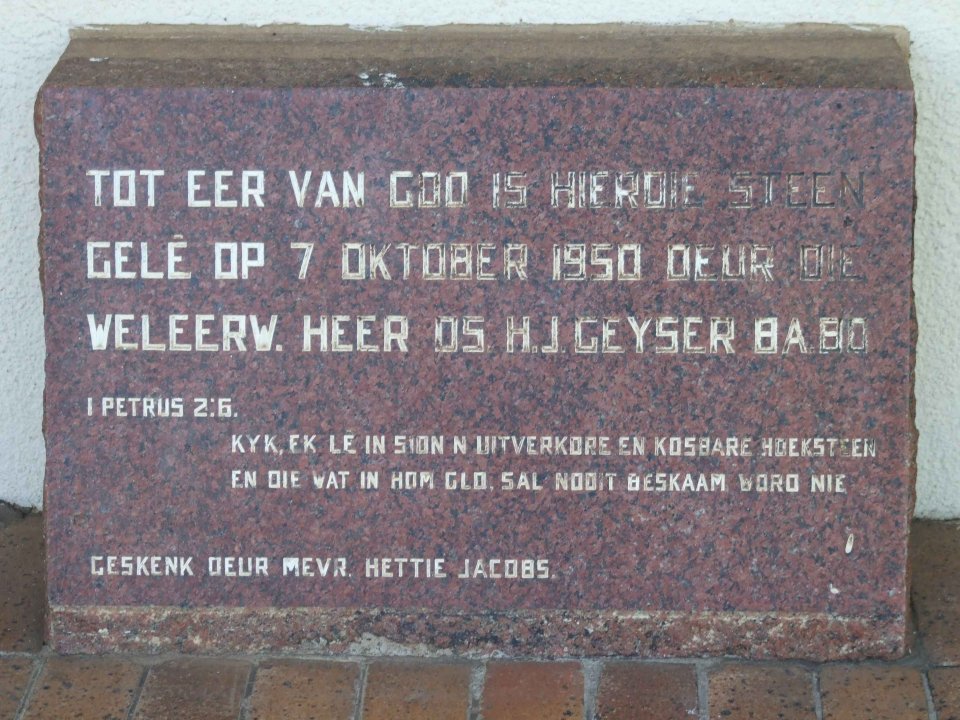 TOT EER VAN GOD IS HIERDIE STEEN
GELÊ OP 7 OKTOBER 1950 DEUR DIE
WELEERW. HEER DS. H.J. GEYSER B.A.BD
I PETRUS 2:6.
KYK, EK LÊ IN SION N UITVERKORE EN KOSBARE HOEKSTEEN
EN DIE WAT IN HOM GLO, SAL NOOIT BESKAAM WORD NIE
GESKENK DEUR MEVR. HETTIE JACOBS.